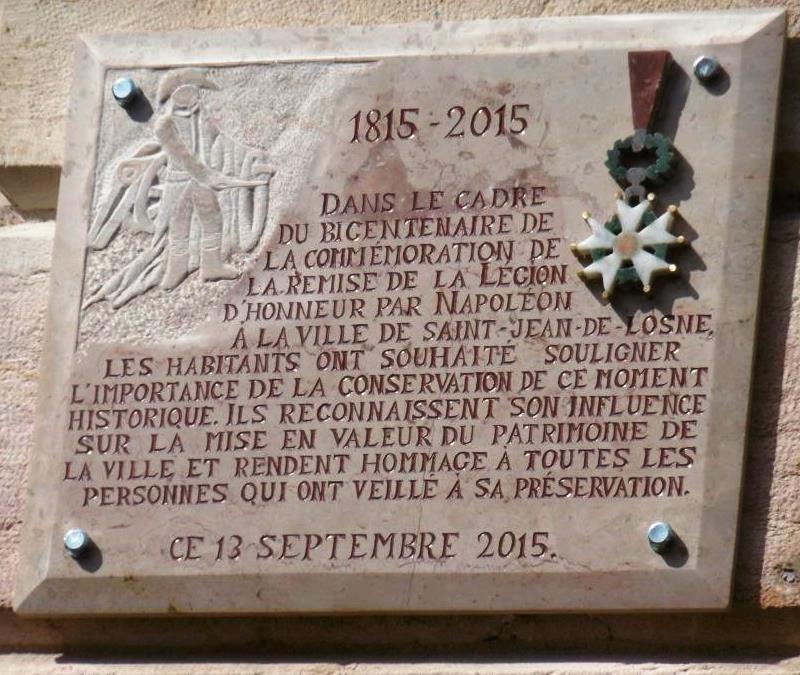 1815-2015
DANS LE CADRE
DU BICENTENAIRE DE
LA COMMÉMORATION DE
LA REMISE DE LA LÉGION
D'HONNEUR PAR NAPOLÉON
À LA VILLE DE SAINT-JEAN-DE-LOSNE,
LES HABITANTS ONT SOUHAITÉ SOULIGNER
L'IMPORTANCE DE LA CONSERVATION DE CE MOMENT
HISTORIQUE. ILS RECONNAISSENT SON INFLUENCE
SUR LA MISE EN VALEUR DU PATRIMOINE DE
LA VILLE ET RENDENT HOMMAGE À TOUTES LES
PERSONNES QUI ONT VEILLÉ À SA PRÉSERVATION.
CE 13 SEPTEMBRE 2015.